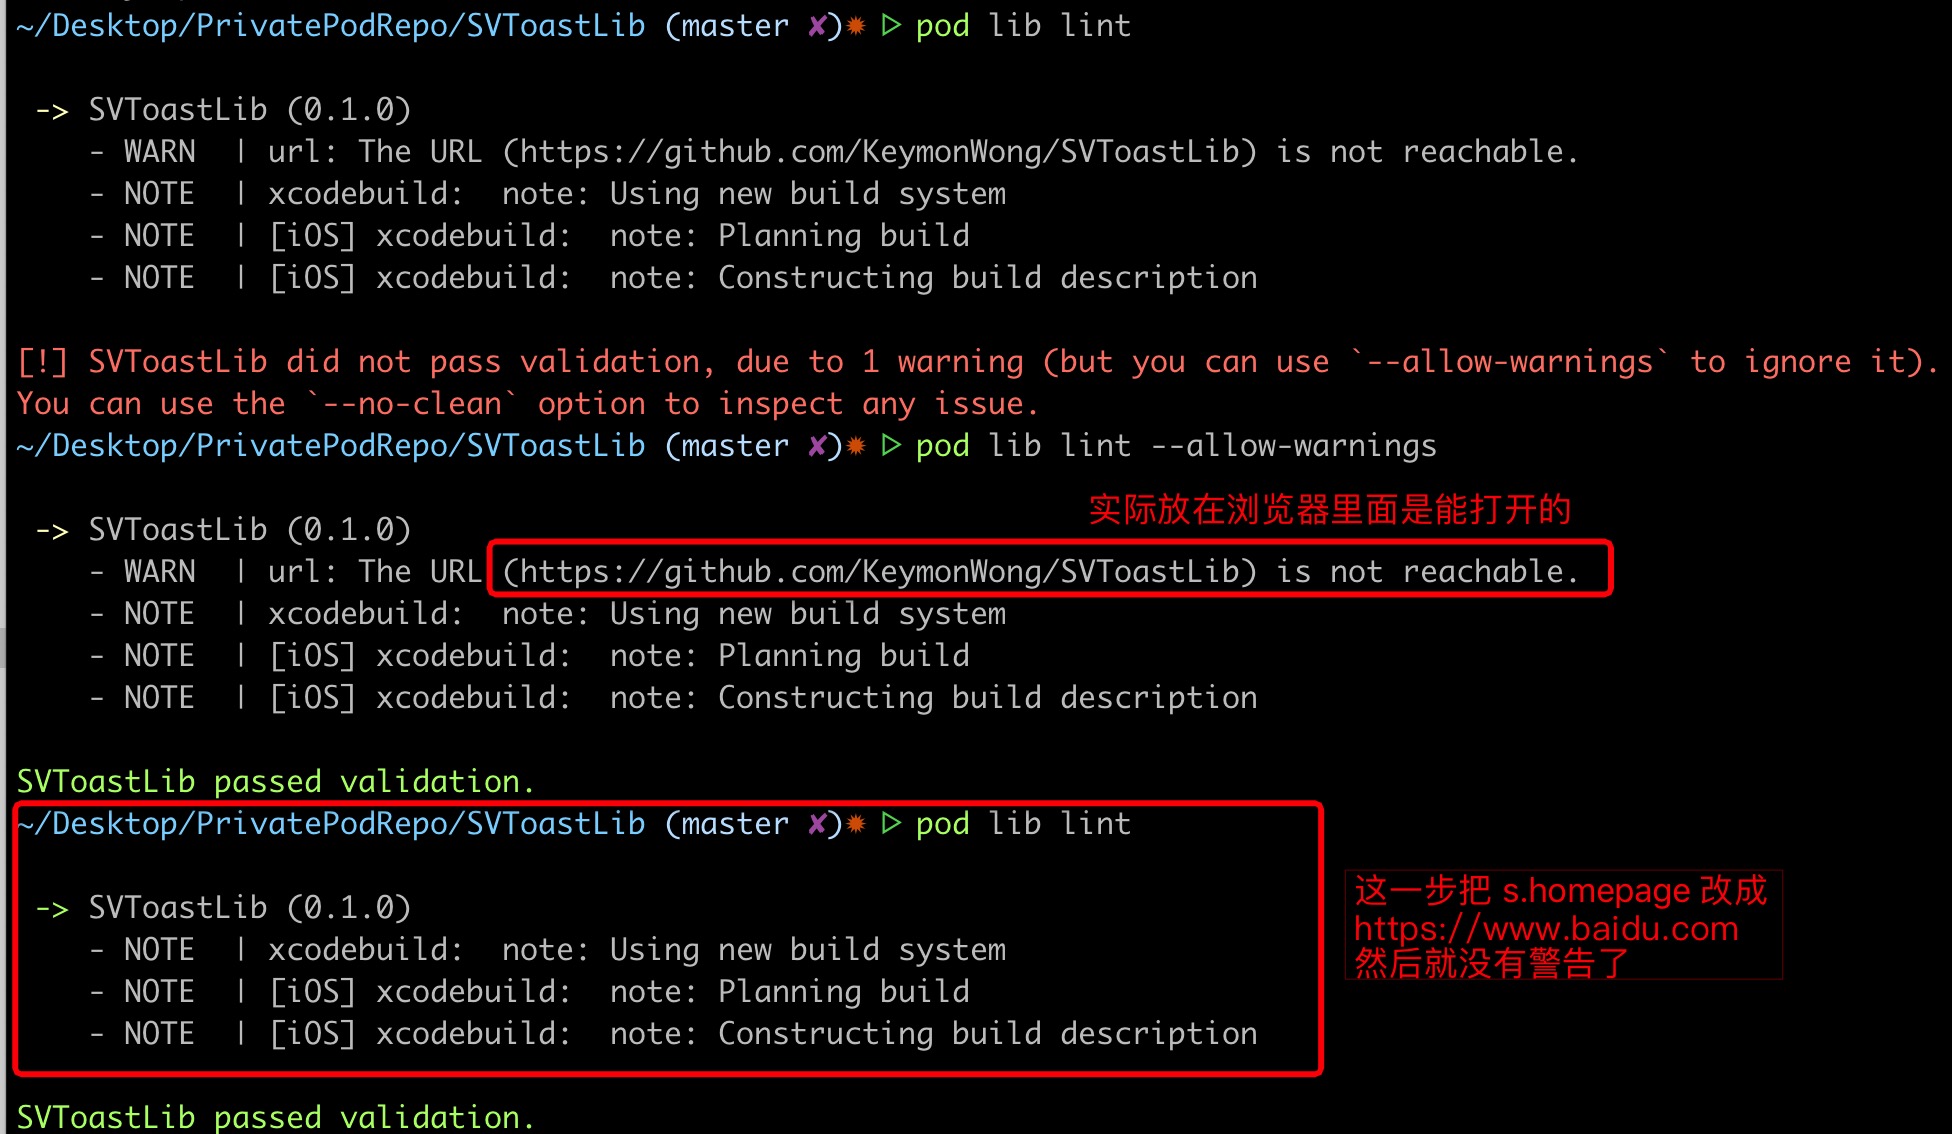 ~/Desktop/PrivatePodRepo/SVToastLib (master ✘)✹ ▷ pod lib lint
-> SVToastLib (0.1.0)
- WARN | url: The URL (https://github.com/KeymonWong/SVToastLib) is not reachable.
- NOTE | xcodebuild: note: Using new build system
- NOTE | [iOS] xcodebuild: note: Planning build
- NOTE | [iOS] xcodebuild: note: Constructing build description
[!] SVToastLib did not pass validation, due to 1 warning (but you can use `--allow-warnings` to ignore it).
You can use the `--no-clean` option to inspect any issue.
~/Desktop/PrivatePodRepo/SVToastLib (master ✘)✹ ▷ pod lib lint --allow-warnings
实际放在浏览器里面是能打开的
-> SVToastLib (0.1.0)
- WARN | url: The URL (https://github.com/KeymonWong/SVToastLib) is not reachable.
- NOTE | xcodebuild: note: Using new build system
- NOTE | [iOS] xcodebuild: note: Planning build
- NOTE | [iOS] xcodebuild: note: Constructing build description
SVToastLib passed validation.
~/Desktop/PrivatePodRepo/SVToastLib (master ✘)✹ ▷ pod lib lint
-> SVToastLib (0.1.0)
- NOTE | xcodebuild: note: Using new build system
- NOTE | [iOS] xcodebuild: note: Planning build
- NOTE | [iOS] xcodebuild: note: Constructing build description
这一步把 s.homepage 改成
https://www.baidu.com
然后就没有警告了
SVToastLib passed validation.